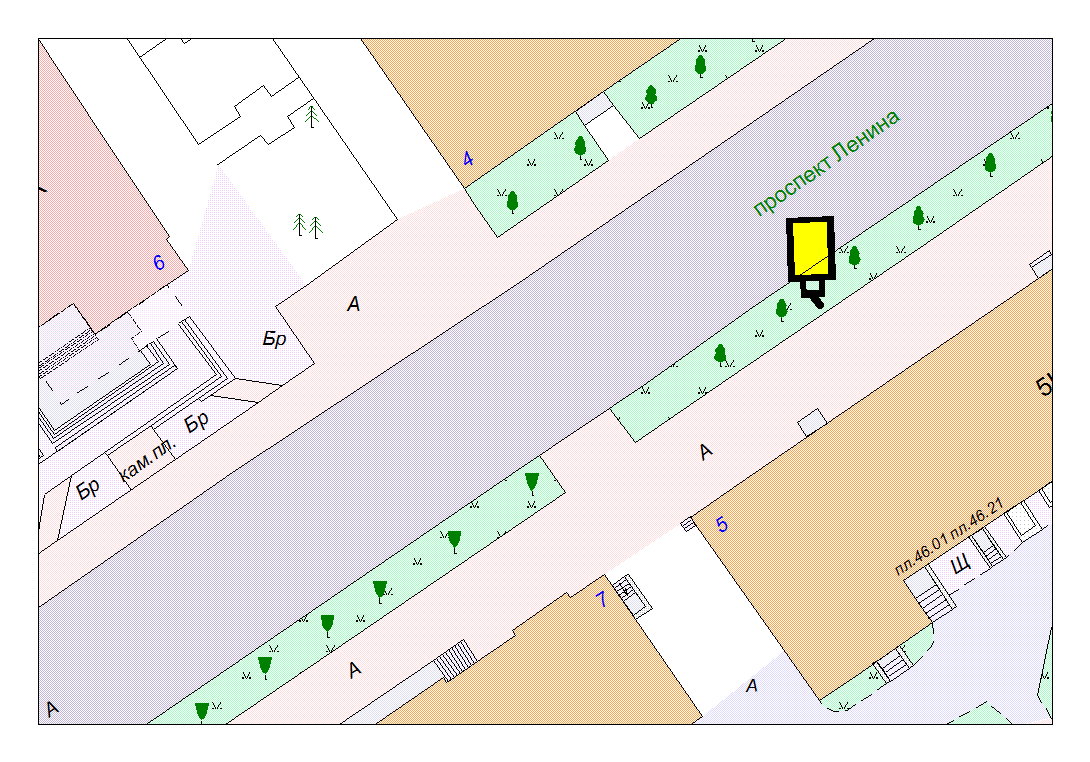 проспект Ленина
4
6
А
Бр
Бр
кам.пл.
Бр
А
5
пл.46.01
пл.46.21
Щ
7
А
А
А